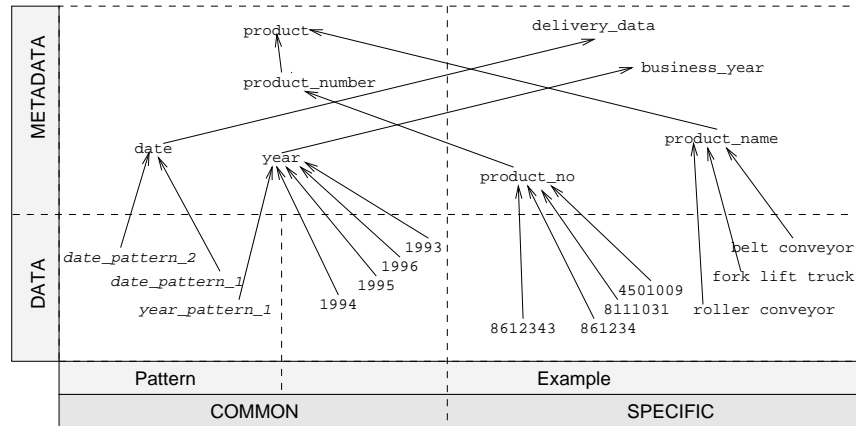 METADATA
product
delivery_data
product_number
business_year
date
year
product_name
product_no
DATA
date_pattern_2
date_pattern_1
year_pattern_1
1993
1996
1995
1994
belt conveyor
fork lift truck
roller conveyor
4501009
8111031
8612343
861234
Pattern
Example
COMMON
SPECIFIC